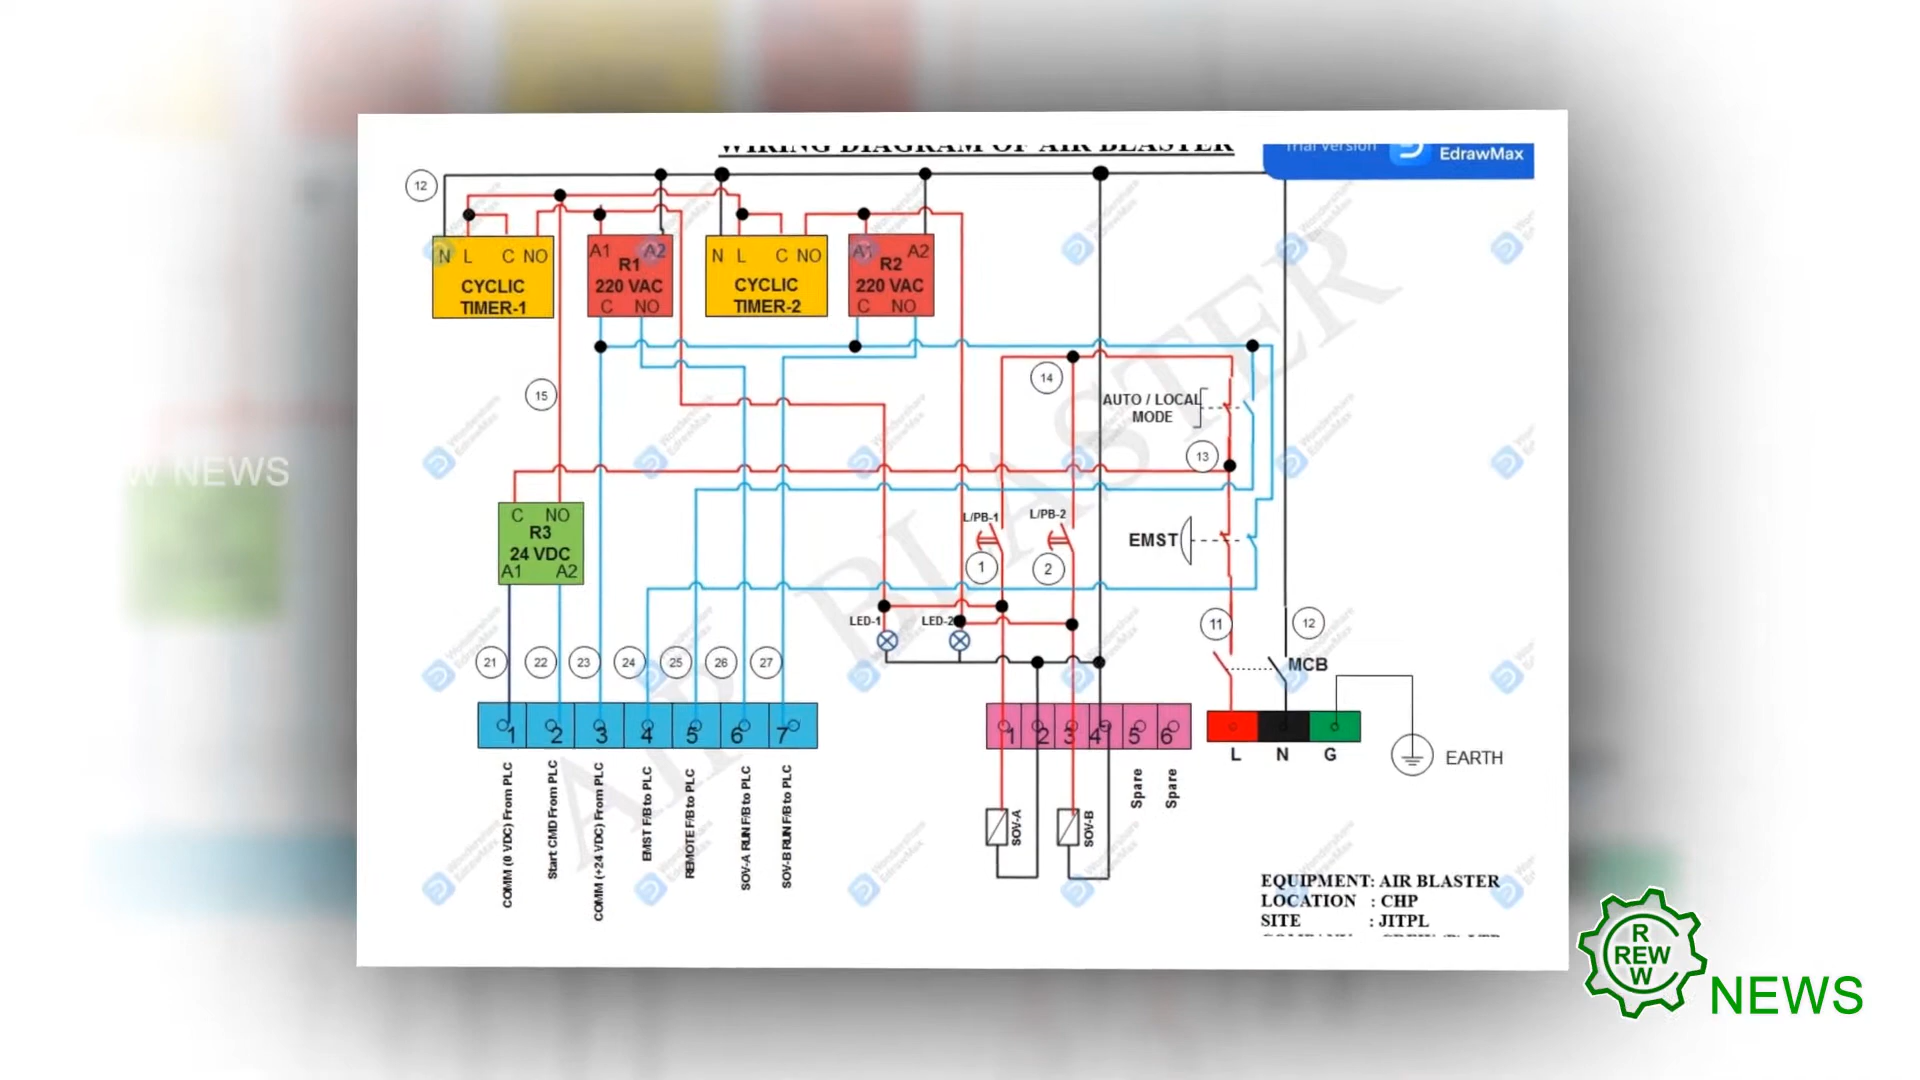 WIRING DIAGRAM OF AIR BLASTER
Trial Version
EdrawMax
12
N L C NO
CYCLIC
TIMER-1
A1 A2
R1
220 VAC
C NO
N L C NO
CYCLIC
TIMER-2
A1 A2
R2
220 VAC
C NO
15
14
AUTO / LOCAL
MODE
13
W NEWS
C NO
R3
24 VDC
A1 A2
L/PB-1
L/PB-2
1
2
EMST
AIR BLASTER
LED-1
LED-2
11
12
MCB
21
22
23
24
25
26
27
1 2 3 4 5 6 7
1 2 3 4 5 6
L N G
EARTH
COMM (0 VDC) From PLC
Start CMD From PLC
COMM (+24 VDC) From PLC
EMST F/B to PLC
REMOTE F/B to PLC
SOV-A RUN F/B to PLC
SOV-B RUN F/B to PLC
SOV-A
SOV-B
Spare
Spare
Wondershare
EdrawMax
EQUIPMENT: AIR BLASTER
LOCATION : CHP
SITE : JITPL
R
REW
W
NEWS